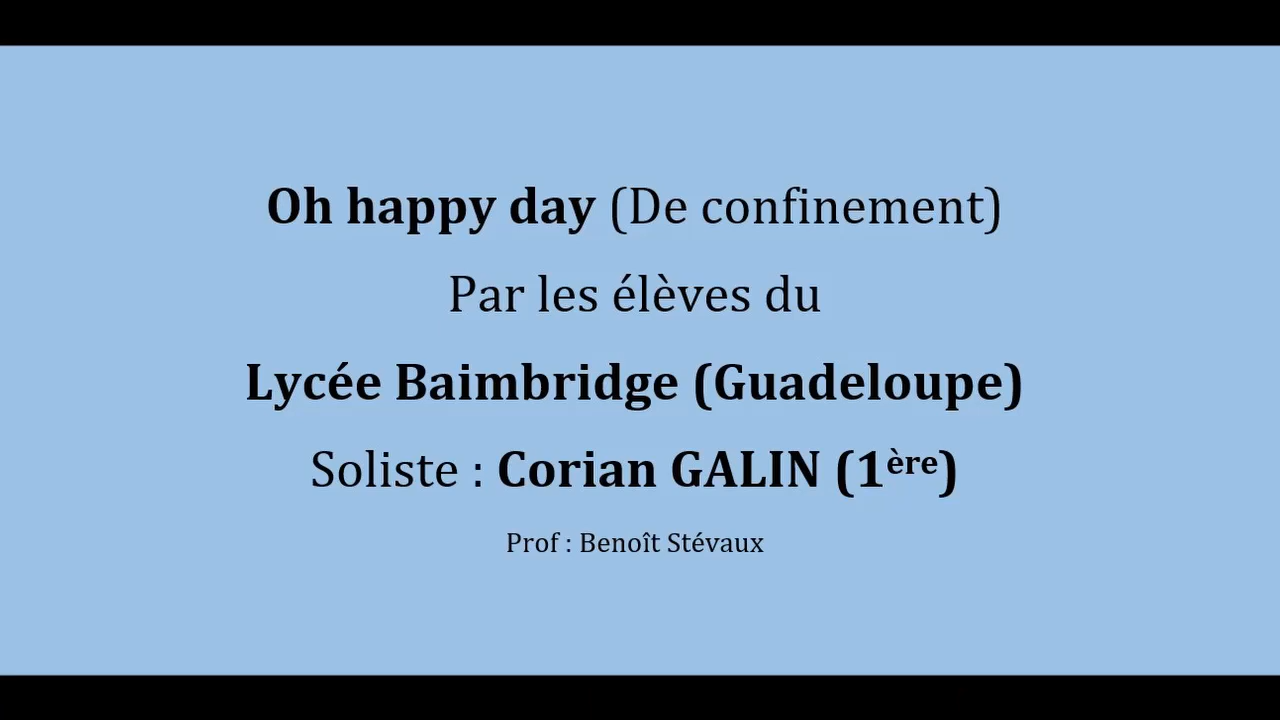 Oh happy day (De confinement)
Par les élèves du
Lycée Baimbridge (Guadeloupe)
Soliste : Corian GALIN (1ère)
Prof : Benoît Stévaux